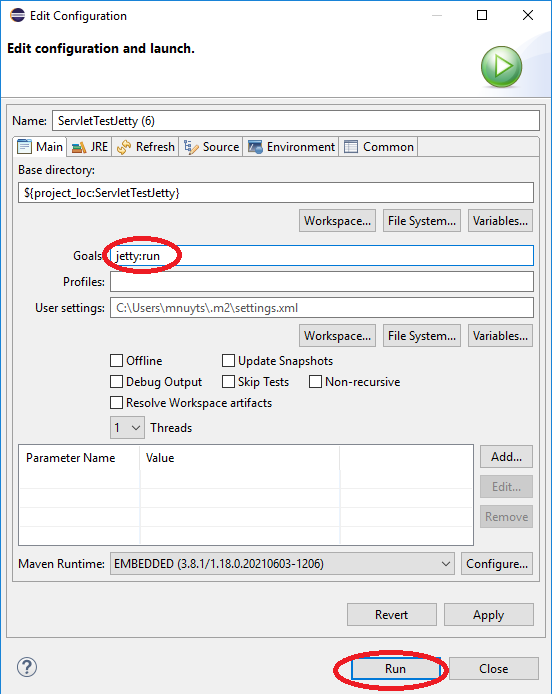 Edit Configuration
Edit configuration and launch.
Name: ServletTestJetty (6)
Main JRE Refresh Source Environment Common
Base directory:
${project_loc:ServletTestJetty}
Workspace... File System... Variables...
Goals: jetty:run
Profiles:
User settings: C:\Users\mnuyts\.m2\settings.xml
Workspace... File System... Variables...
Offline Update Snapshots
Debug Output Skip Tests Non-recursive
Resolve Workspace artifacts
1 Threads
Parameter Name Value Add...
Edit...
Remove
Maven Runtime: EMBEDDED (3.8.1/1.18.0.20210603-1206) Configure...
Revert Apply
? Run Close